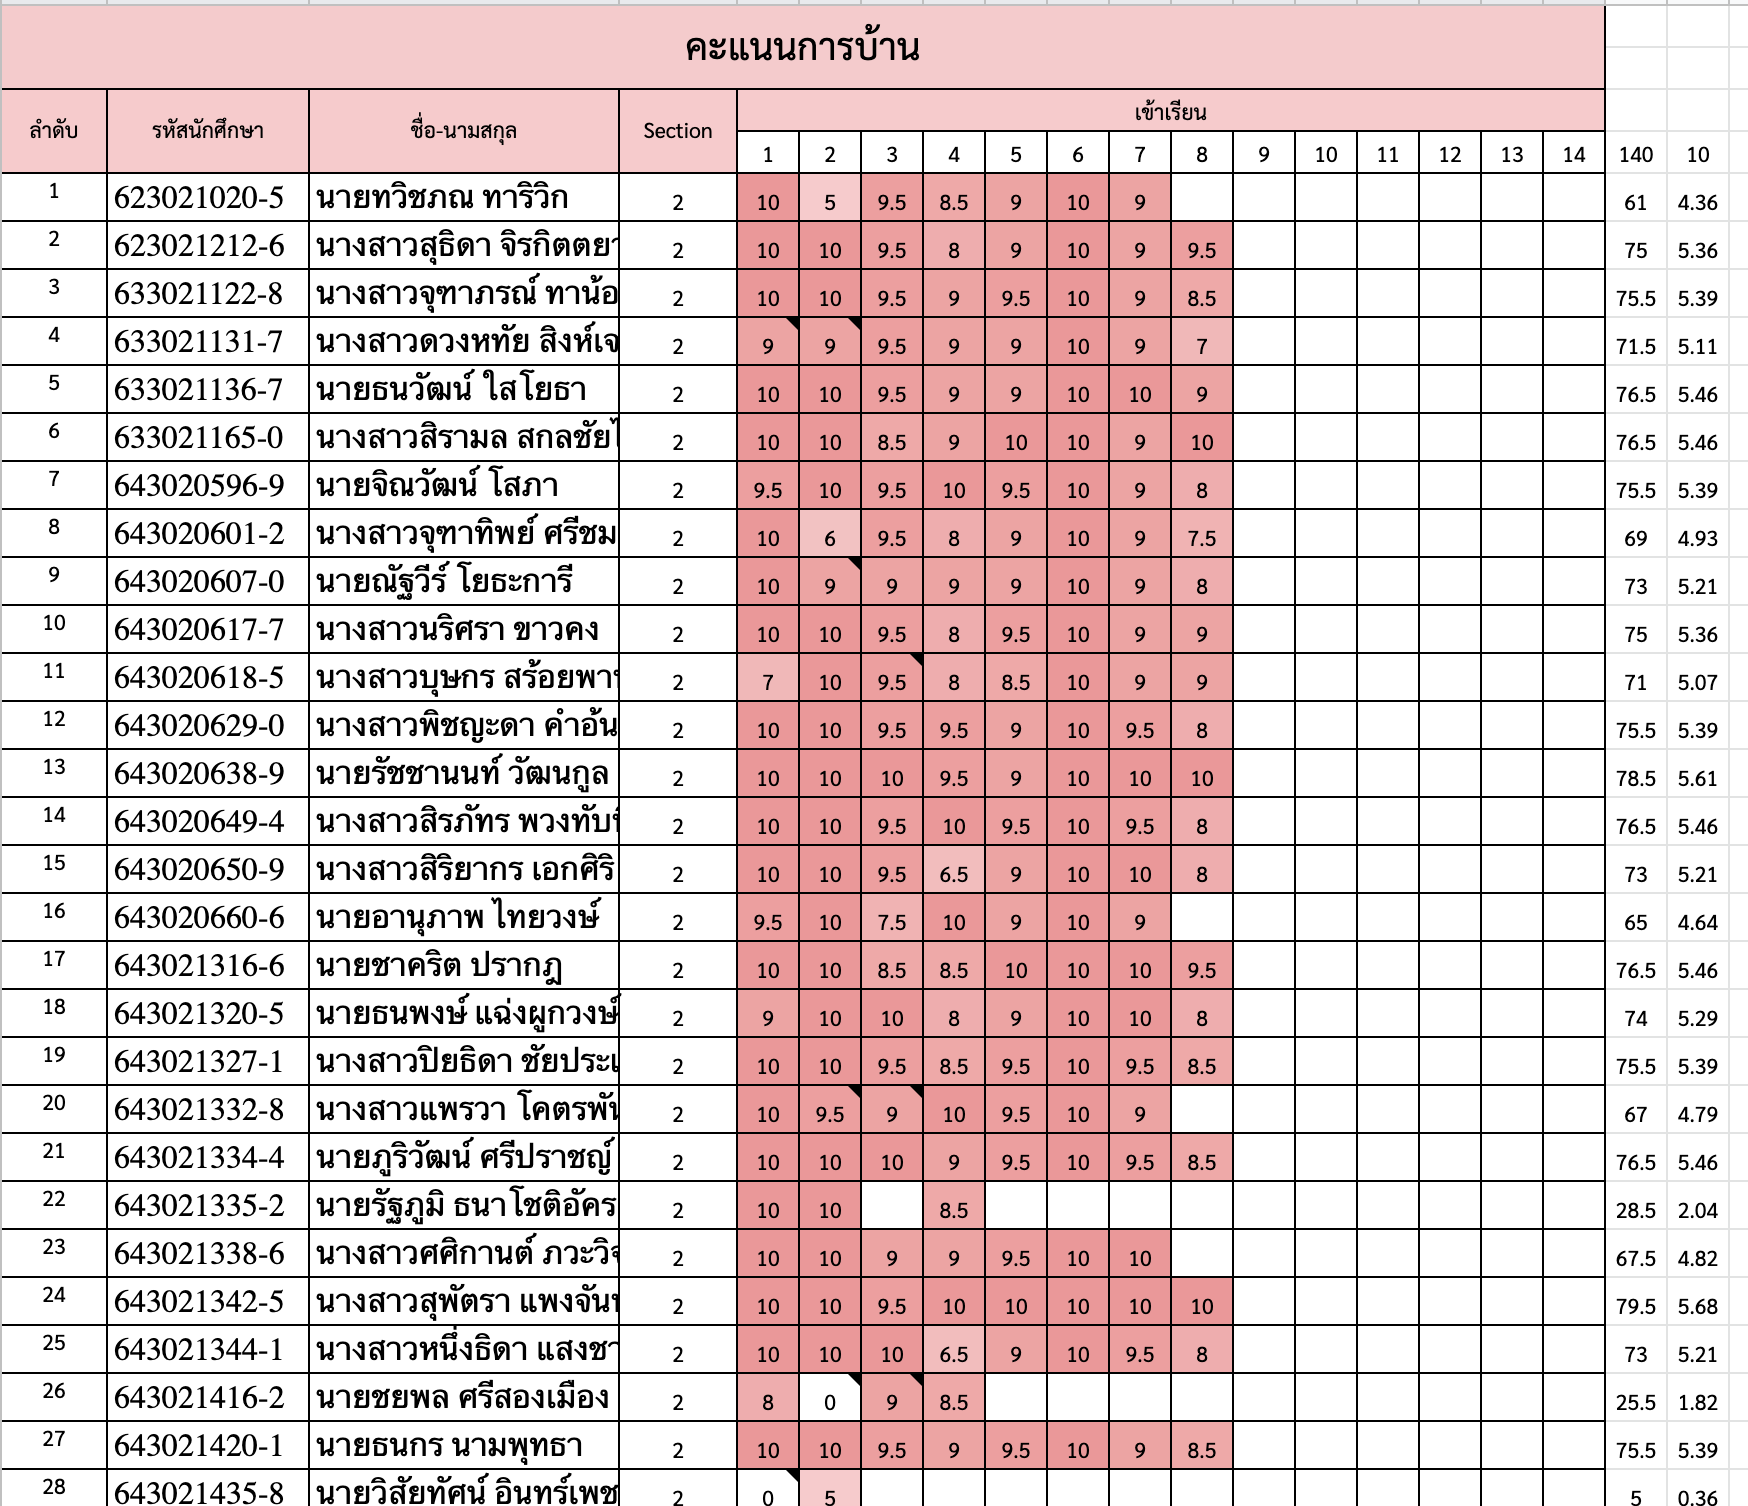 คะแนนการบ้าน
ลำดับ รหัสนักศึกษา ชื่อ-นามสกุล Section เข้าเรียน
1 2 3 4 5 6 7 8 9 10 11 12 13 14 140 10
1 623021020-5 นายทวิชภณ ทาริวิก 2 10 5 9.5 8.5 9 10 9 61 4.36
2 623021212-6 นางสาวสุธิดา จิรกิตตยา 2 10 10 9.5 8 9 10 9 9.5 75 5.36
3 633021122-8 นางสาวจุฑาภรณ์ ทาน้อ 2 10 10 9.5 9 9.5 10 9 8.5 75.5 5.39
4 633021131-7 นางสาวดวงหทัย สิงห์เจ 2 9 9 9.5 9 9 10 9 7 71.5 5.11
5 633021136-7 นายธนวัฒน์ ใสโยธา 2 10 10 9.5 9 9 10 10 9 76.5 5.46
6 633021165-0 นางสาวสิรามล สกลชัย 2 10 10 8.5 9 10 10 9 10 76.5 5.46
7 643020596-9 นายจิณวัฒน์ โสภา 2 9.5 10 9.5 10 9.5 10 9 8 75.5 5.39
8 643020601-2 นางสาวจุฑาทิพย์ ศรีชม 2 10 6 9.5 8 9 10 9 7.5 69 4.93
9 643020607-0 นายณัฐวีร์ โยธะการี 2 10 9 9 9 9 10 9 8 73 5.21
10 643020617-7 นางสาวนริศรา ขาวคง 2 10 10 9.5 8 9.5 10 9 9 75 5.36
11 643020618-5 นางสาวบุษกร สร้อยพา 2 7 10 9.5 8 8.5 10 9 9 71 5.07
12 643020629-0 นางสาวพิชญะดา คำอ้น 2 10 10 9.5 9.5 9 10 9.5 8 75.5 5.39
13 643020638-9 นายรัชชานนท์ วัฒนกูล 2 10 10 10 9.5 9 10 10 10 78.5 5.61
14 643020649-4 นางสาวสิรภัทร พวงทับ 2 10 10 9.5 10 9.5 10 9.5 8 76.5 5.46
15 643020650-9 นางสาวสิริยากร เอกศิริ 2 10 10 9.5 6.5 9 10 10 8 73 5.21
16 643020660-6 นายอานุภาพ ไทยวงษ์ 2 9.5 10 7.5 10 9 10 9 65 4.64
17 643021316-6 นายชาคริต ปรากฎ 2 10 10 8.5 8.5 10 10 10 9.5 76.5 5.46
18 643021320-5 นายธนพงษ์ แฉ่งผูกวงษ์ 2 9 10 10 8 9 10 10 8 74 5.29
19 643021327-1 นางสาวปิยธิดา ชัยประเ 2 10 10 9.5 8.5 9.5 10 9.5 8.5 75.5 5.39
20 643021332-8 นางสาวแพรวา โคตรพัน 2 10 9.5 9 10 9.5 10 9 67 4.79
21 643021334-4 นายภูริวัฒน์ ศรีปราชญ์ 2 10 10 10 9 9.5 10 9.5 8.5 76.5 5.46
22 643021335-2 นายรัฐภูมิ ธนาโชติอัคร 2 10 10 8.5 28.5 2.04
23 643021338-6 นางสาวศศิกานต์ ภวะวิจ 2 10 10 9 9 9.5 10 10 67.5 4.82
24 643021342-5 นางสาวสุพัตรา แพงจัน 2 10 10 9.5 10 10 10 10 10 79.5 5.68
25 643021344-1 นางสาวหนึ่งธิดา แสงชา 2 10 10 10 6.5 9 10 9.5 8 73 5.21
26 643021416-2 นายชยพล ศรีสองเมือง 2 8 0 9 8.5 25.5 1.82
27 643021420-1 นายธนกร นามพุทธา 2 10 10 9.5 9 9.5 10 9 8.5 75.5 5.39
28 643021435-8 นายวิสัยทัศน์ อินทร์เพช 2 0 5 5 0.36